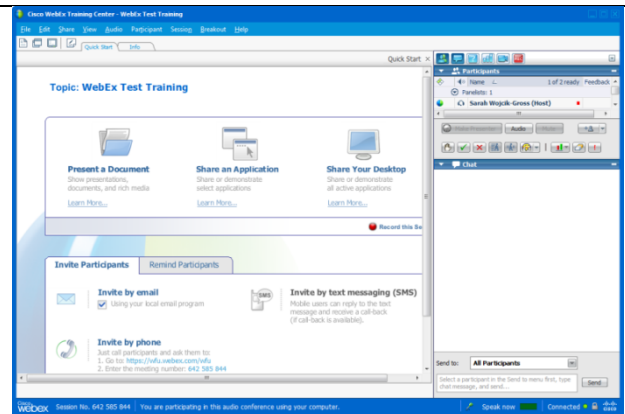 Cisco WebEx Training Center - WebEx Test Training
File Edit Share View Audio Participant Session Breakout Help
Quick Start Info
Quick Start
Topic: WebEx Test Training
Present a Document
Show presentations,
documents, and rich media
Learn More...
Share an Application
Share or demonstrate
select applications
Learn More...
Share Your Desktop
Share or demonstrate
all active applications
Learn More...
Record this Se
Invite Participants Remind Participants
Invite by email
Using your local email program
SMS
Invite by text messaging (SMS)
Mobile users can reply to the text
message and receive a call-back
(if call-back is available).
Invite by phone
Just call participants and ask them to:
1. Go to: https://wfu.webex.com/wfu
2. Enter the meeting number: 642 585 844
Participants
Name 1 of 2 ready Feedback
Panelists: 1
Sarah Wojcik-Gross (Host)
Make Presenter Audio Mute
Chat
Send to: All Participants
Select a participant in the Send to menu first, type
chat message, and send...
Send
Cisco WebEx Session No. 642 585 844 You are participating in this audio conference using your computer.
Speak now Connected
cisco